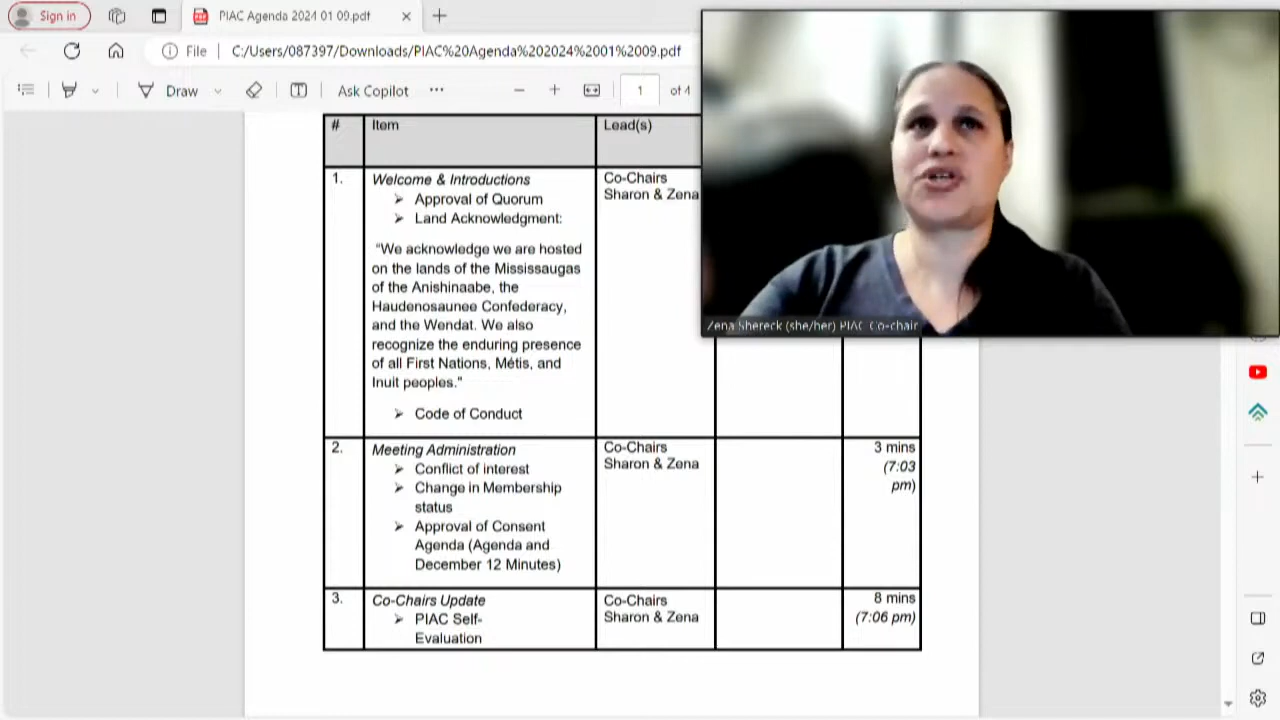 Sign in
PIAC Agenda 2024 01 09.pdf
File
C:/Users/087397/Downloads/PIAC%20Agenda%202024%2001%2009.pdf
Draw
Ask Copilot
1
of 4
#
Item
Lead(s)
1.
Welcome & Introductions
➢ Approval of Quorum
➢ Land Acknowledgment:
"We acknowledge we are hosted
on the lands of the Mississaugas
of the Anishinaabe, the
Haudenosaunee Confederacy,
and the Wendat. We also
recognize the enduring presence
of all First Nations, Métis, and
Inuit peoples."
➢ Code of Conduct
Co-Chairs
Sharon & Zena
Zena Shereck (she/her) PIAC Co-chair
2.
Meeting Administration
➢ Conflict of interest
➢ Change in Membership
status
➢ Approval of Consent
Agenda (Agenda and
December 12 Minutes)
Co-Chairs
Sharon & Zena
3 mins
(7:03
pm)
3.
Co-Chairs Update
➢ PIAC Self-
Evaluation
Co-Chairs
Sharon & Zena
8 mins
(7:06 pm)